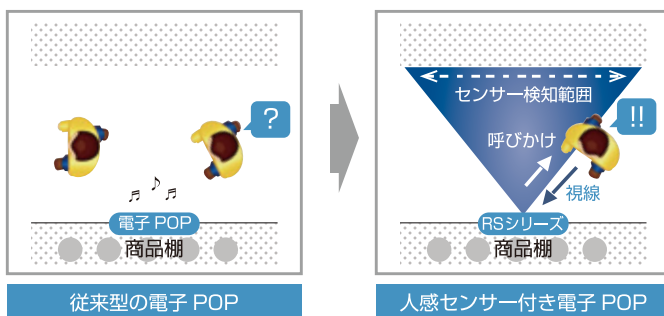 ?
電子 POP
商品棚
従来型の電子 POP
センサー検知範囲
!!
呼びかけ
視線
RSシリーズ
商品棚
人感センサー付き電子 POP